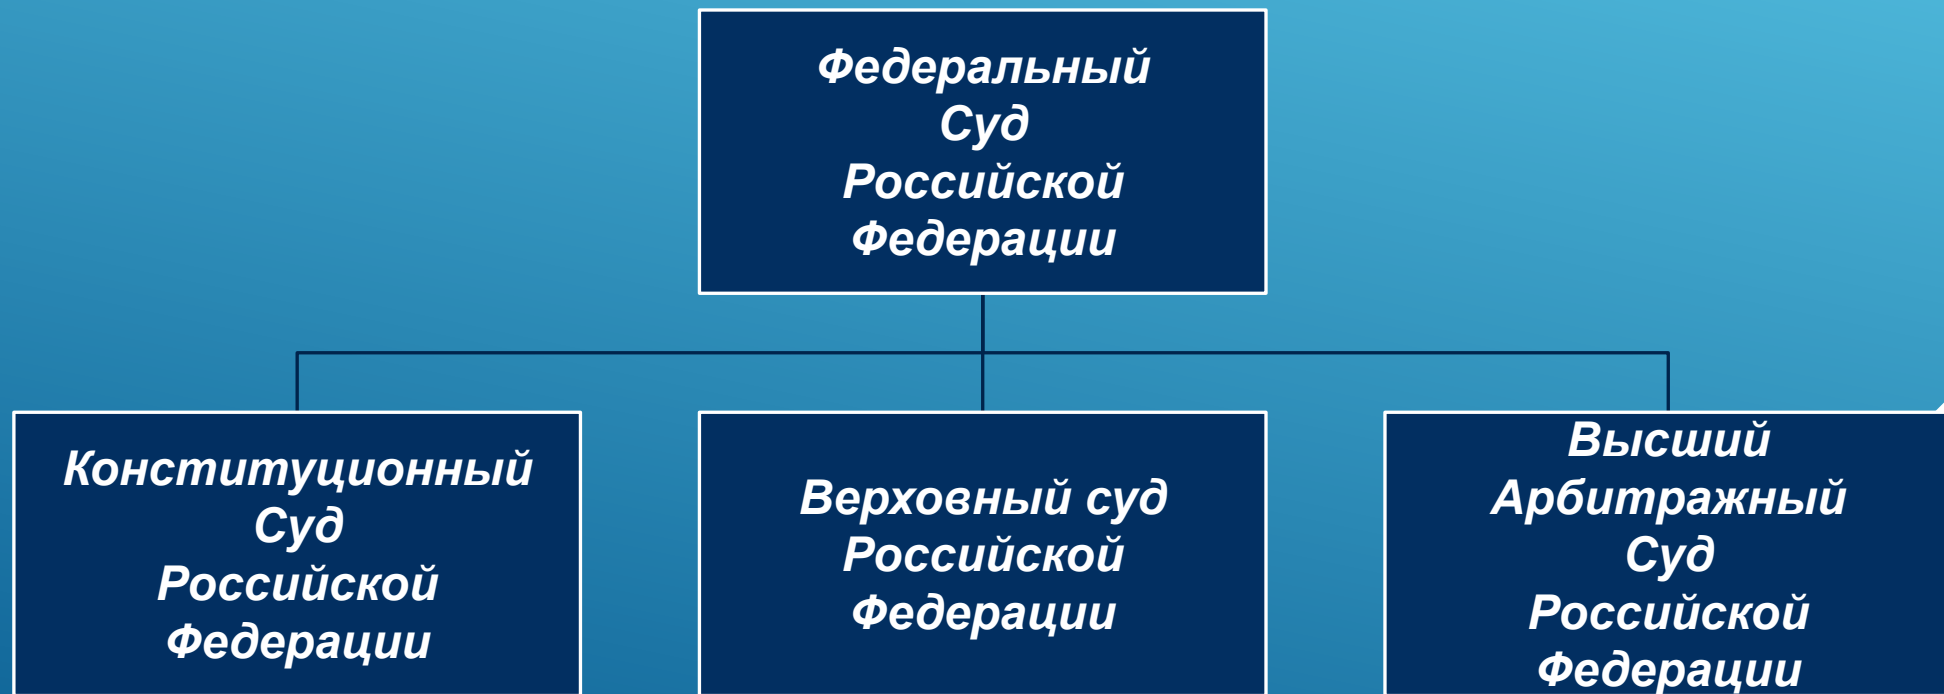 Федеральный
Суд
Российской
Федерации
Конституционный
Суд
Российской
Федерации
Верховный суд
Российской
Федерации
Высший
Арбитражный
Суд
Российской
Федерации